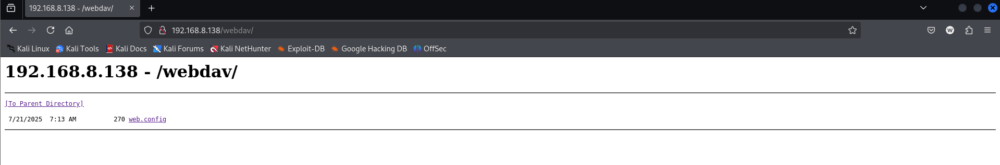 192.168.8.138 - /webdav/
192.168.8.138/webdav/
Kali Linux Kali Tools Kali Docs Kali Forums Kali NetHunter Exploit-DB Google Hacking DB OffSec
192.168.8.138 - /webdav/
[To Parent Directory]
7/21/2025 7:13 AM 270 web.config